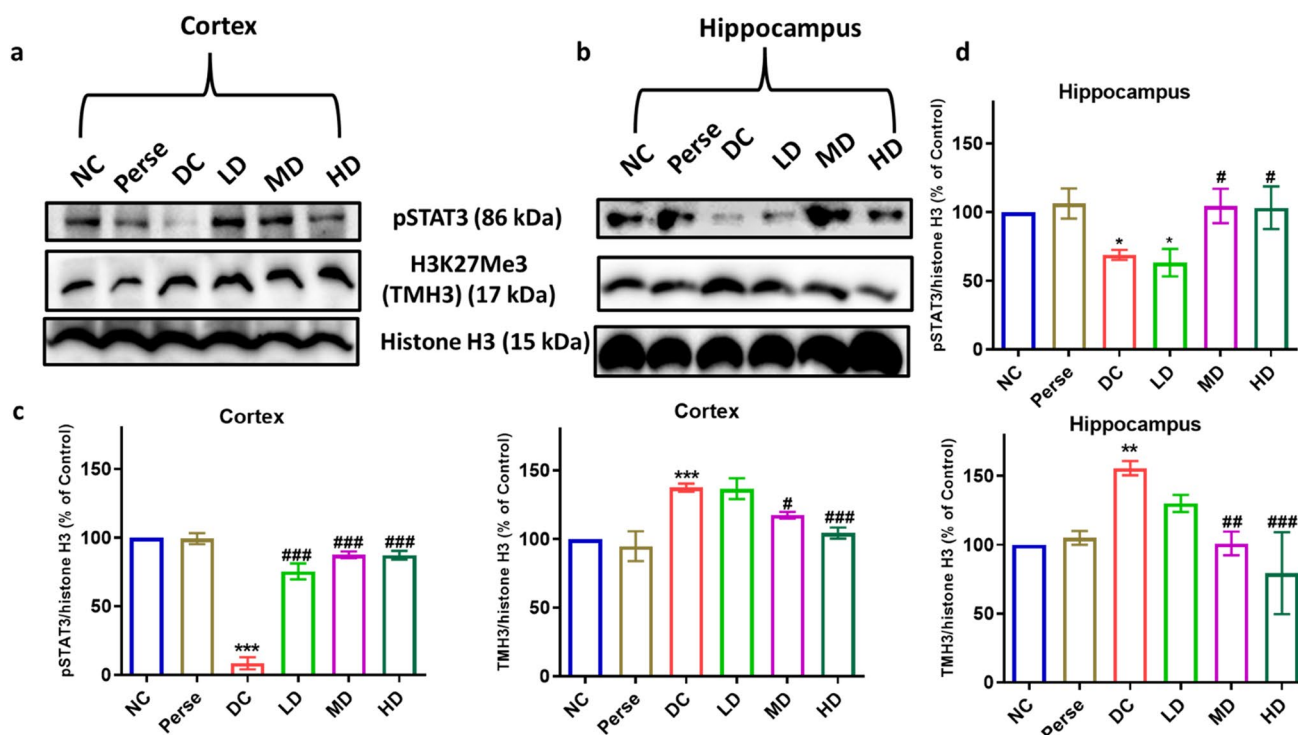 a
Cortex
NC Perse DC LD MD HD
b
Hippocampus
NC Perse DC LD MD HD
pSTAT3 (86 kDa)
H3K27Me3
(TMH3) (17 kDa)
Histone H3 (15 kDa)
c
Cortex
pSTAT3/histone H3 (% of Control)
150
100
50
0
***
###
###
###
NC Perse DC LD MD HD
Cortex
TMH3/histone H3 (% of Control)
150
100
50
0
***
#
###
NC Perse DC LD MD HD
d
Hippocampus
pSTAT3/histone H3 (% of Control)
150
100
50
0
*
*
#
#
NC Perse DC LD MD HD
Hippocampus
TMH3/histone H3 (% of Control)
150
100
50
0
**
##
###
NC Perse DC LD MD HD